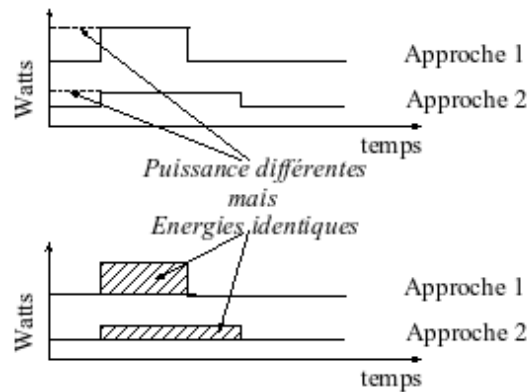 Watts
Approche 1
Approche 2
temps
Puissance différentes
mais
Energies identiques
Watts
Approche 1
Approche 2
temps